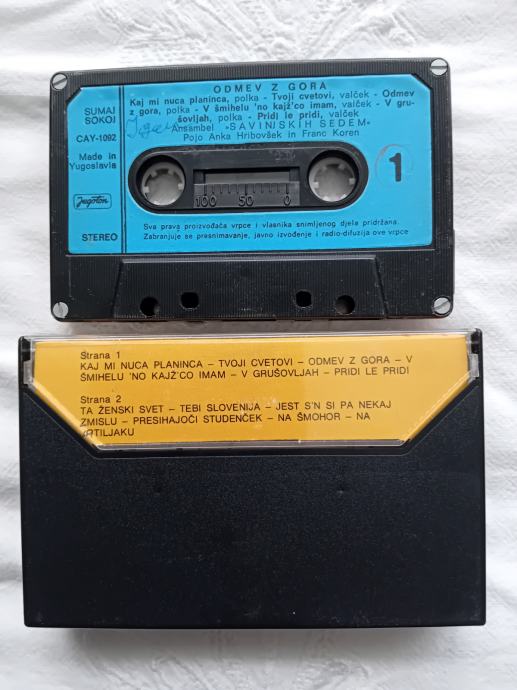 ODMEV Z GORA
Kaj mi nuca planinca, polka - Tvoji cvetovi, valček - Odmev
z gora, polka - V šmihelu 'no kajž'co imam, valček - V gru-
šovljah, polka - Pridi le pridi, valček
Ansambel »SAVINJSKIH SEDEM«
Pojo Anka Hribovšek in Franc Koren
SUMAJ
SOKOJ
CAY-1092
Made in
Yugoslavia
Jugoton
STEREO
1
100 50 0
Sva prava proizvođača vrpce i vlasnika snimljenog djela pridržana.
Zabranjuje se presnimavanje, javno izvođenje i radio-difuzija ove vrpce
Strana 1
KAJ MI NUCA PLANINCA – TVOJI CVETOVI – ODMEV Z GORA – V
ŠMIHELU 'NO KAJŽ'CO IMAM – V GRUŠOVLJAH – PRIDI LE PRIDI
Strana 2
TA ŽENSKI SVET – TEBI SLOVENIJA – JEST S'N SI PA NEKAJ
ZMISLU – PRESIHAJOČI STUDENČEK – NA ŠMOHOR – NA
RTILJAKU